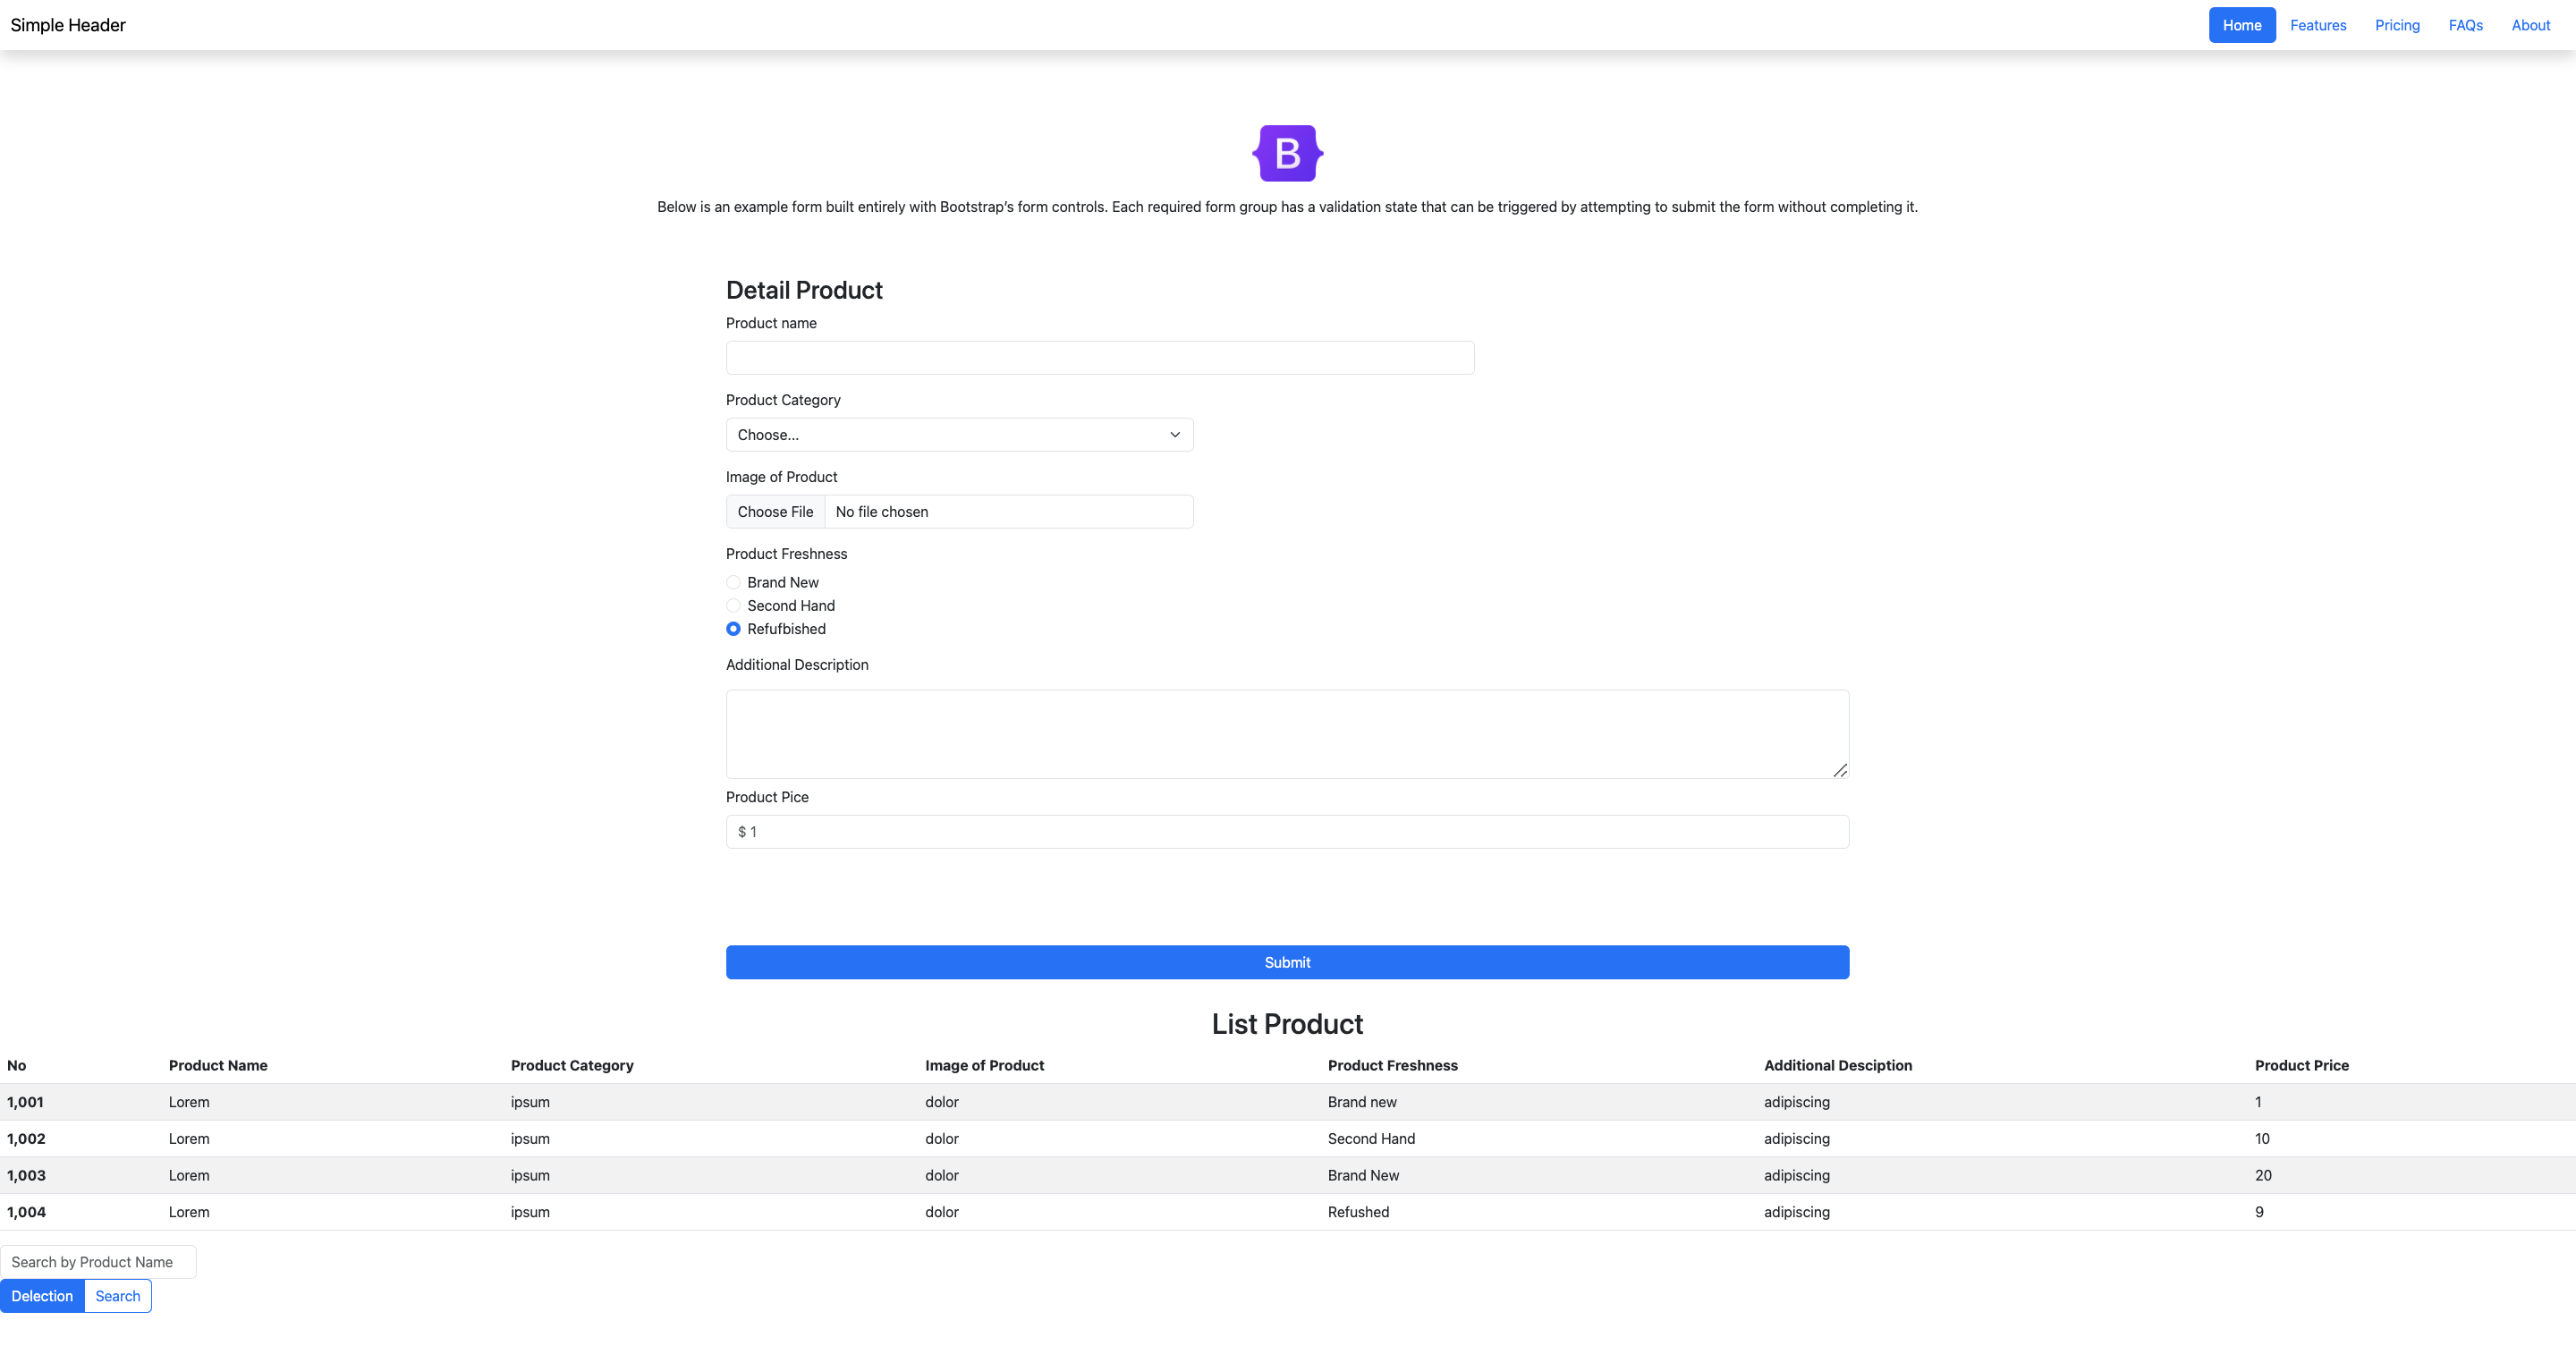 Simple Header Home Features Pricing FAQs About
B
Below is an example form built entirely with Bootstrap’s form controls. Each required form group has a validation state that can be triggered by attempting to submit the form without completing it.
Detail Product
Product name
Product Category
Choose...
Image of Product
Choose File No file chosen
Product Freshness
Brand New
Second Hand
Refufbished
Additional Description
Product Pice
$ 1
Submit
List Product
No Product Name Product Category Image of Product Product Freshness Additional Desciption Product Price
1,001 Lorem ipsum dolor Brand new adipiscing 1
1,002 Lorem ipsum dolor Second Hand adipiscing 10
1,003 Lorem ipsum dolor Brand New adipiscing 20
1,004 Lorem ipsum dolor Refushed adipiscing 9
Search by Product Name
Delection Search